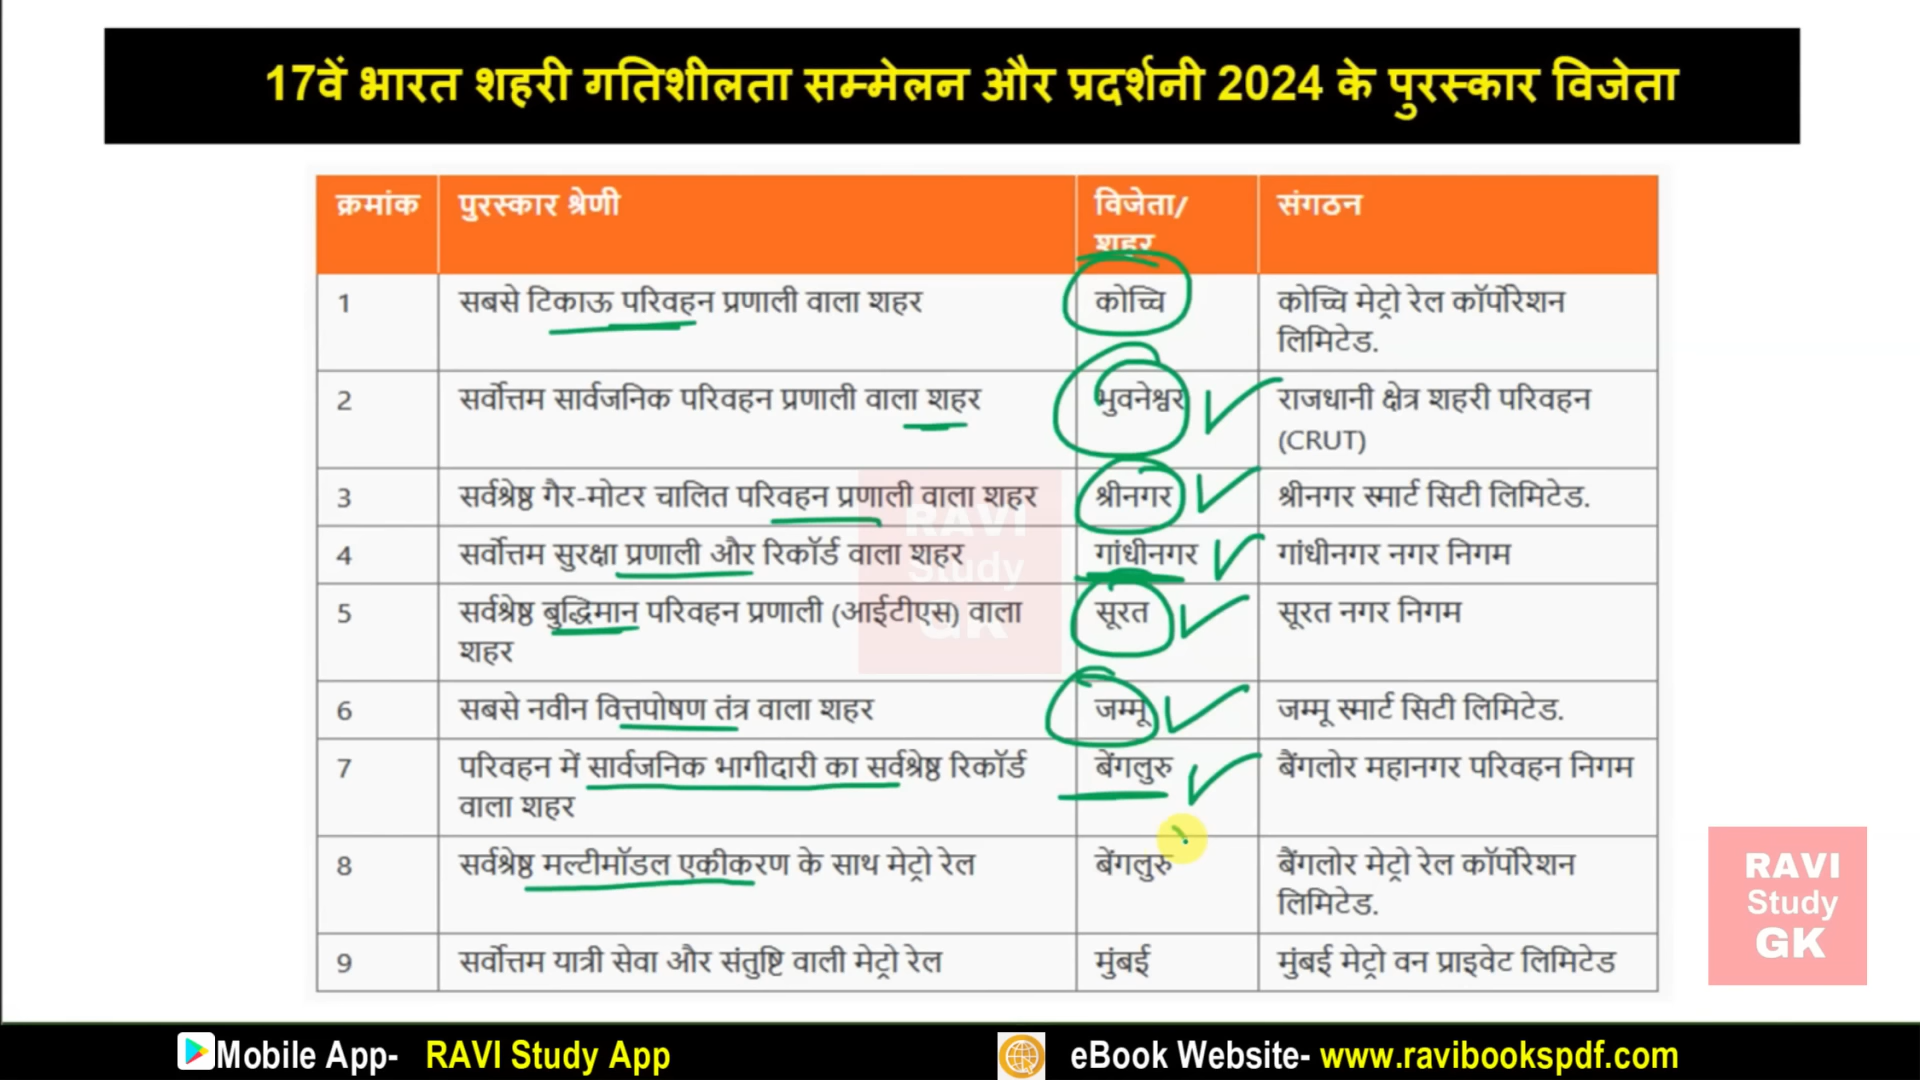 17वें भारत शहरी गतिशीलता सम्मेलन और प्रदर्शनी 2024 के पुरस्कार विजेता
क्रमांक पुरस्कार श्रेणी विजेता/ शहर संगठन
1 सबसे टिकाऊ परिवहन प्रणाली वाला शहर कोच्चि कोच्चि मेट्रो रेल कॉर्पोरेशन
लिमिटेड.
2 सर्वोत्तम सार्वजनिक परिवहन प्रणाली वाला शहर भुवनेश्वर राजधानी क्षेत्र शहरी परिवहन
(CRUT)
3 सर्वश्रेष्ठ गैर-मोटर चालित परिवहन प्रणाली वाला शहर श्रीनगर श्रीनगर स्मार्ट सिटी लिमिटेड.
4 सर्वोत्तम सुरक्षा प्रणाली और रिकॉर्ड वाला शहर गांधीनगर गांधीनगर नगर निगम
5 सर्वश्रेष्ठ बुद्धिमान परिवहन प्रणाली (आईटीएस) वाला सूरत सूरत नगर निगम
शहर
6 सबसे नवीन वित्तपोषण तंत्र वाला शहर जम्मू जम्मू स्मार्ट सिटी लिमिटेड.
7 परिवहन में सार्वजनिक भागीदारी का सर्वश्रेष्ठ रिकॉर्ड बेंगलुरु बैंगलोर महानगर परिवहन निगम
वाला शहर
8 सर्वश्रेष्ठ मल्टीमॉडल एकीकरण के साथ मेट्रो रेल बेंगलुरु बैंगलोर मेट्रो रेल कॉर्पोरेशन
लिमिटेड.
9 सर्वोत्तम यात्री सेवा और संतुष्टि वाली मेट्रो रेल मुंबई मुंबई मेट्रो वन प्राइवेट लिमिटेड
RAVI
Study
GK
RAVI
Study
GK
Mobile App- RAVI Study App eBook Website- www.ravibookspdf.com